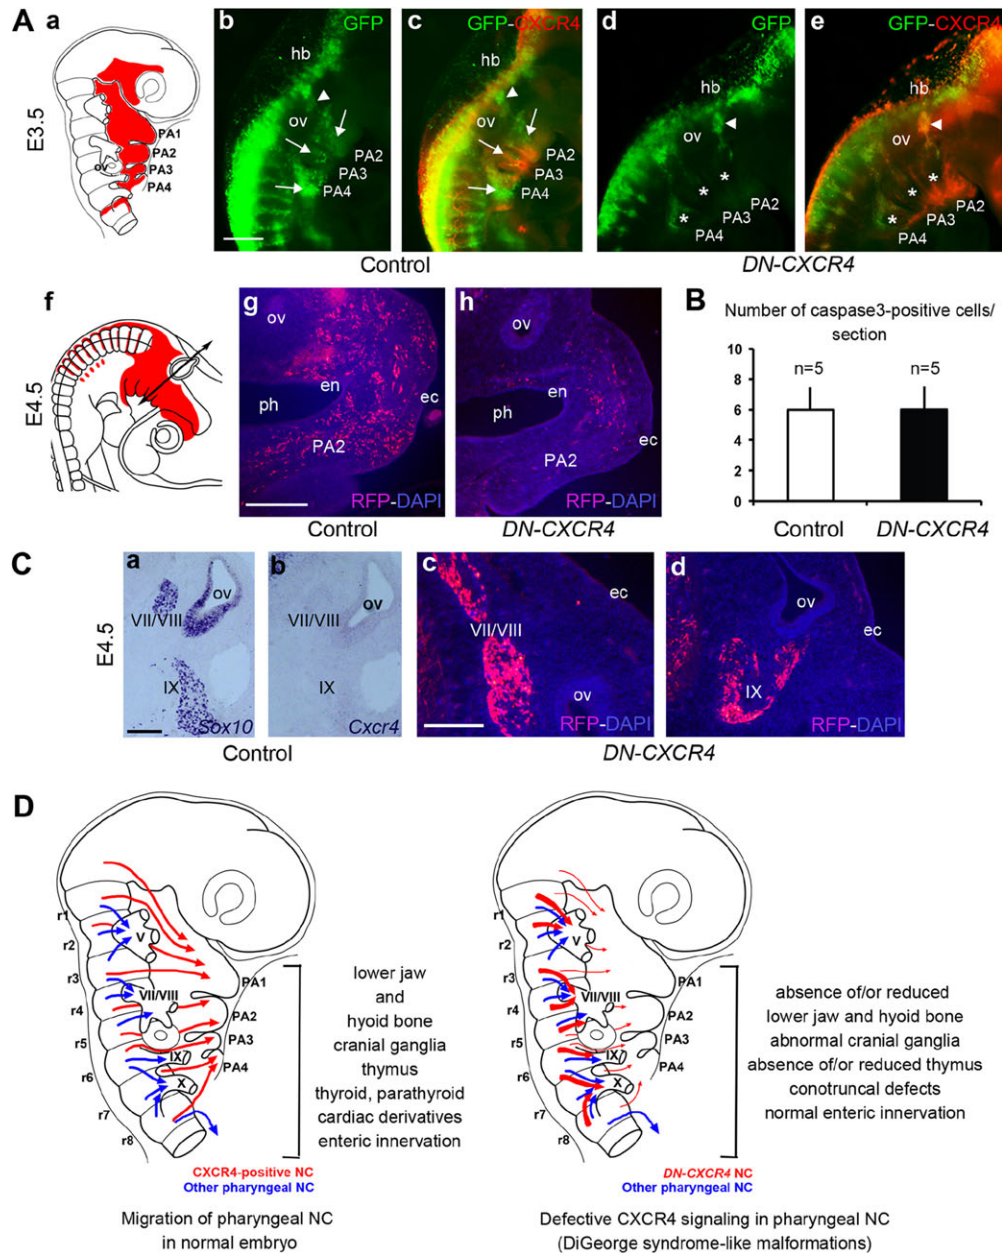 A
E3.5
a
PA1
PA2
PA3
PA4
ov
b
GFP
hb
ov
PA2
PA3
PA4
c
GFP-CXCR4
hb
ov
PA2
PA3
PA4
Control
d
GFP
hb
ov
PA2
PA3
PA4
e
GFP-CXCR4
hb
ov
PA2
PA3
PA4
DN-CXCR4
E4.5
f
g
ov
en
ph
ec
PA2
RFP-DAPI
Control
h
ov
en
ph
ec
PA2
RFP-DAPI
DN-CXCR4
B
Number of caspase3-positive cells/
section
10
8
6
4
2
0
n=5
n=5
Control
DN-CXCR4
C
E4.5
a
ov
VII/VIII
IX
Sox10
b
ov
VII/VIII
IX
Cxcr4
Control
c
ec
VII/VIII
ov
RFP-DAPI
d
ov
ec
IX
RFP-DAPI
DN-CXCR4
D
r1
r2
r3
r4
r5
r6
r7
r8
V
VII/VIII
IX
X
PA1
PA2
PA3
PA4
lower jaw
and
hyoid bone
cranial ganglia
thymus
thyroid, parathyroid
cardiac derivatives
enteric innervation
CXCR4-positive NC
Other pharyngeal NC
Migration of pharyngeal NC
in normal embryo
r1
r2
r3
r4
r5
r6
r7
r8
V
VII/VIII
IX
X
PA1
PA2
PA3
PA4
absence of/or reduced
lower jaw and hyoid bone
abnormal cranial ganglia
absence of/or reduced thymus
conotruncal defects
normal enteric innervation
DN-CXCR4 NC
Other pharyngeal NC
Defective CXCR4 signaling in pharyngeal NC
(DiGeorge syndrome-like malformations)